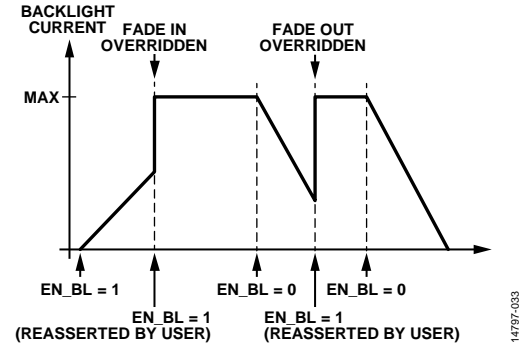 BACKLIGHT
CURRENT
FADE IN
OVERRIDDEN
FADE OUT
OVERRIDDEN
MAX
EN_BL = 1
EN_BL = 1
(REASSERTED BY USER)
EN_BL = 0
EN_BL = 1
(REASSERTED BY USER)
EN_BL = 0
14797-033